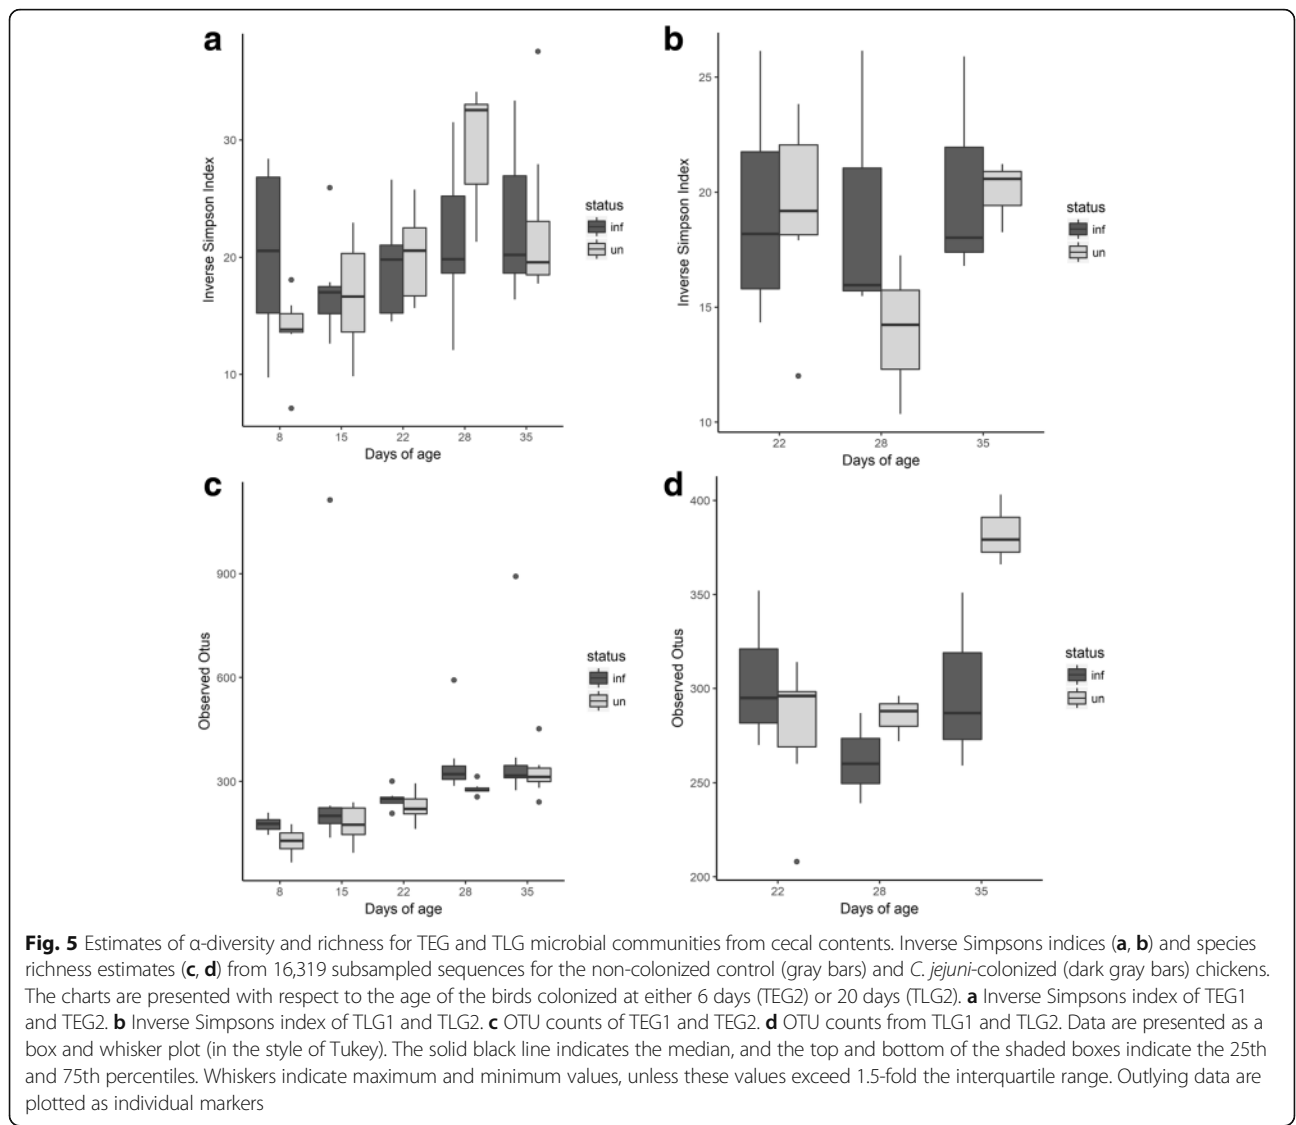 a
30
20
10
Inverse Simpson Index
8 15 22 28 35
Days of age
status
inf
un
b
25
20
15
10
Inverse Simpson Index
22 28 35
Days of age
status
inf
un
c
900
600
300
Observed Otus
8 15 22 28 35
Days of age
status
inf
un
d
400
350
300
250
200
Observed Otus
22 28 35
Days of age
status
inf
un
Fig. 5 Estimates of α-diversity and richness for TEG and TLG microbial communities from cecal contents. Inverse Simpsons indices (a, b) and species
richness estimates (c, d) from 16,319 subsampled sequences for the non-colonized control (gray bars) and C. jejuni-colonized (dark gray bars) chickens.
The charts are presented with respect to the age of the birds colonized at either 6 days (TEG2) or 20 days (TLG2). a Inverse Simpsons index of TEG1
and TEG2. b Inverse Simpsons index of TLG1 and TLG2. c OTU counts of TEG1 and TEG2. d OTU counts from TLG1 and TLG2. Data are presented as a
box and whisker plot (in the style of Tukey). The solid black line indicates the median, and the top and bottom of the shaded boxes indicate the 25th
and 75th percentiles. Whiskers indicate maximum and minimum values, unless these values exceed 1.5-fold the interquartile range. Outlying data are
plotted as individual markers